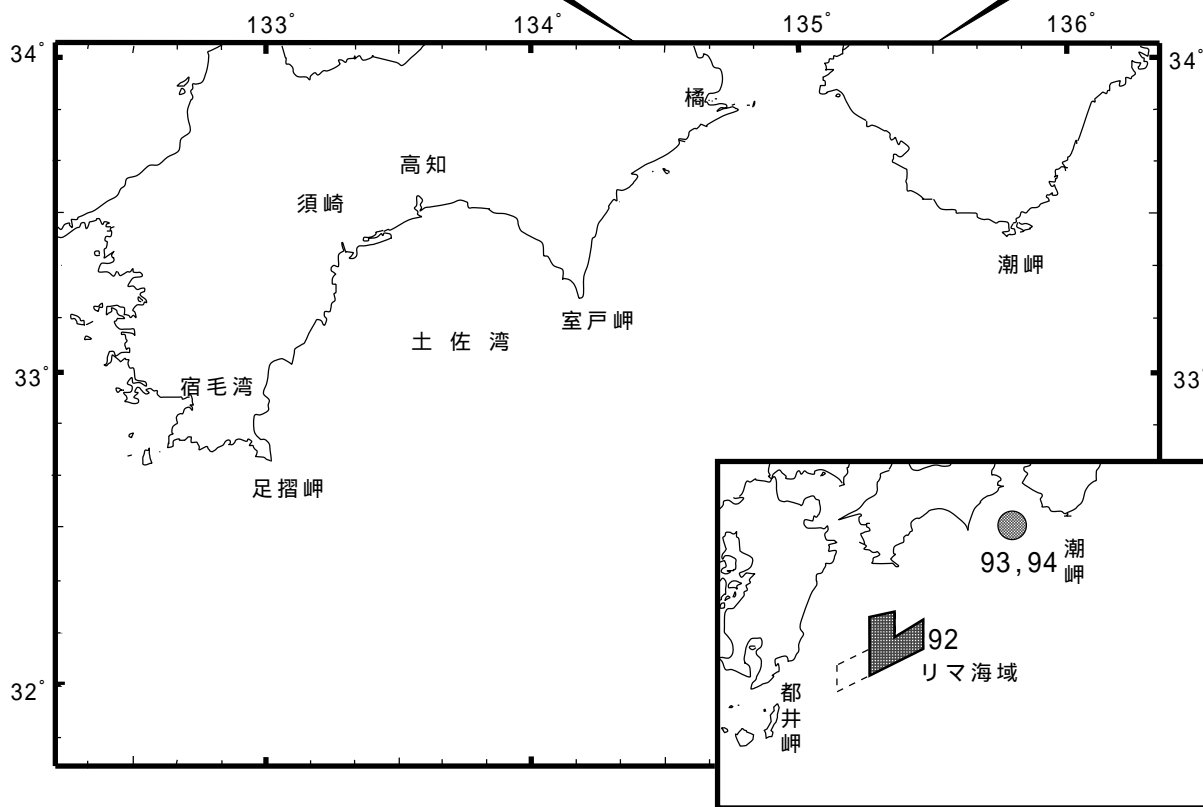 133°
134°
135°
136°
34°
34°
橘
高知
須崎
潮岬
室戸岬
土佐湾
33°
33°
宿毛湾
足摺岬
93,94
潮岬
92
リマ海域
32°
都井岬